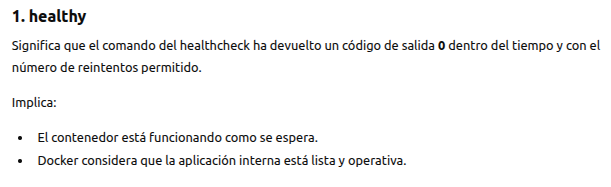 1. healthy
Significa que el comando del healthcheck ha devuelto un código de salida 0 dentro del tiempo y con el
número de reintentos permitido.
Implica:
• El contenedor está funcionando como se espera.
• Docker considera que la aplicación interna está lista y operativa.